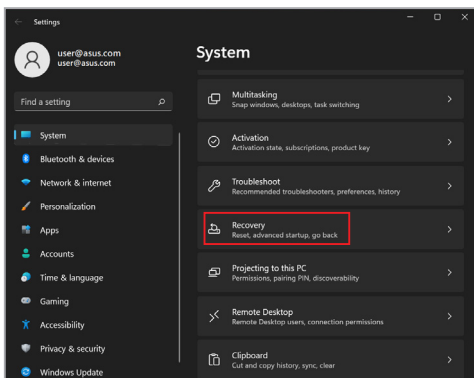 Settings
user@asus.com
user@asus.com
Find a setting
System
Bluetooth & devices
Network & internet
Personalization
Apps
Accounts
Time & language
Gaming
Accessibility
Privacy & security
Windows Update
System
Multitasking
Snap windows, desktops, task switching
Activation
Activation state, subscriptions, product key
Troubleshoot
Recommended troubleshooters, preferences, history
Recovery
Reset, advanced startup, go back
Projecting to this PC
Permissions, pairing PIN, discoverability
Remote Desktop
Remote Desktop users, connection permissions
Clipboard
Cut and copy history, sync, clear